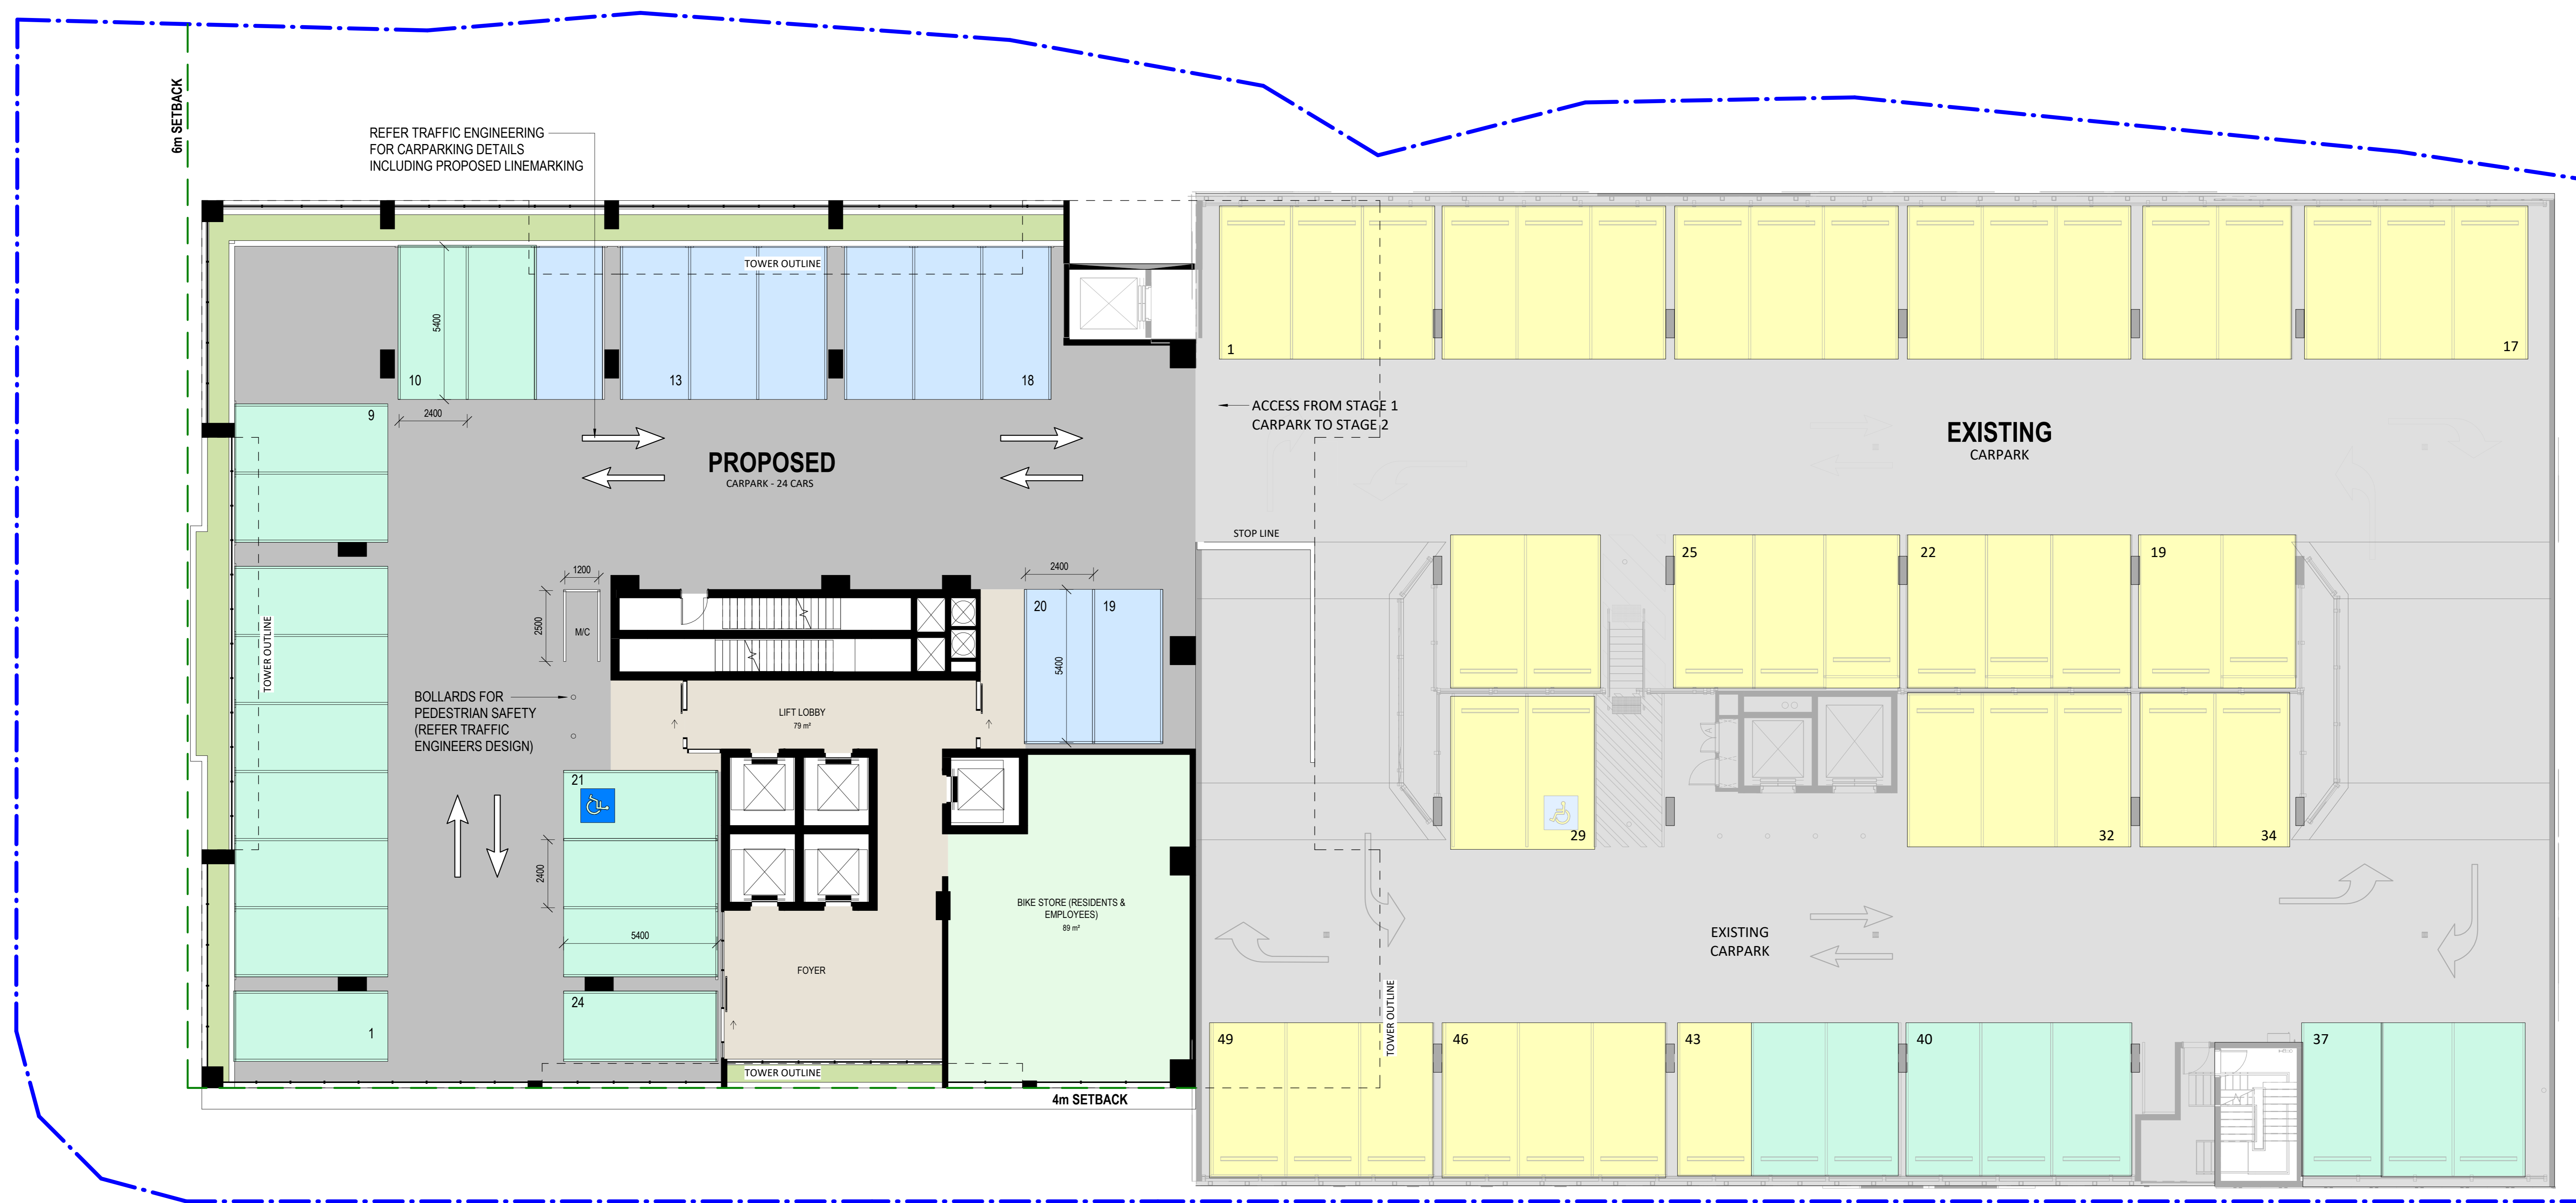 6m SETBACK
REFER TRAFFIC ENGINEERING
FOR CARPARKING DETAILS
INCLUDING PROPOSED LINEMARKING
TOWER OUTLINE
5400
10
13
18
1
17
9
2400
ACCESS FROM STAGE 1
CARPARK TO STAGE 2
PROPOSED
CARPARK - 24 CARS
EXISTING
CARPARK
STOP LINE
25
22
19
1200
2500
M/C
2400
20
19
5400
TOWER OUTLINE
BOLLARDS FOR
PEDESTRIAN SAFETY
(REFER TRAFFIC
ENGINEERS DESIGN)
LIFT LOBBY
79 m²
21
29
32
34
2400
BIKE STORE (RESIDENTS &
EMPLOYEES)
89 m²
5400
EXISTING
CARPARK
FOYER
24
1
TOWER OUTLINE
49
46
43
40
37
TOWER OUTLINE
4m SETBACK